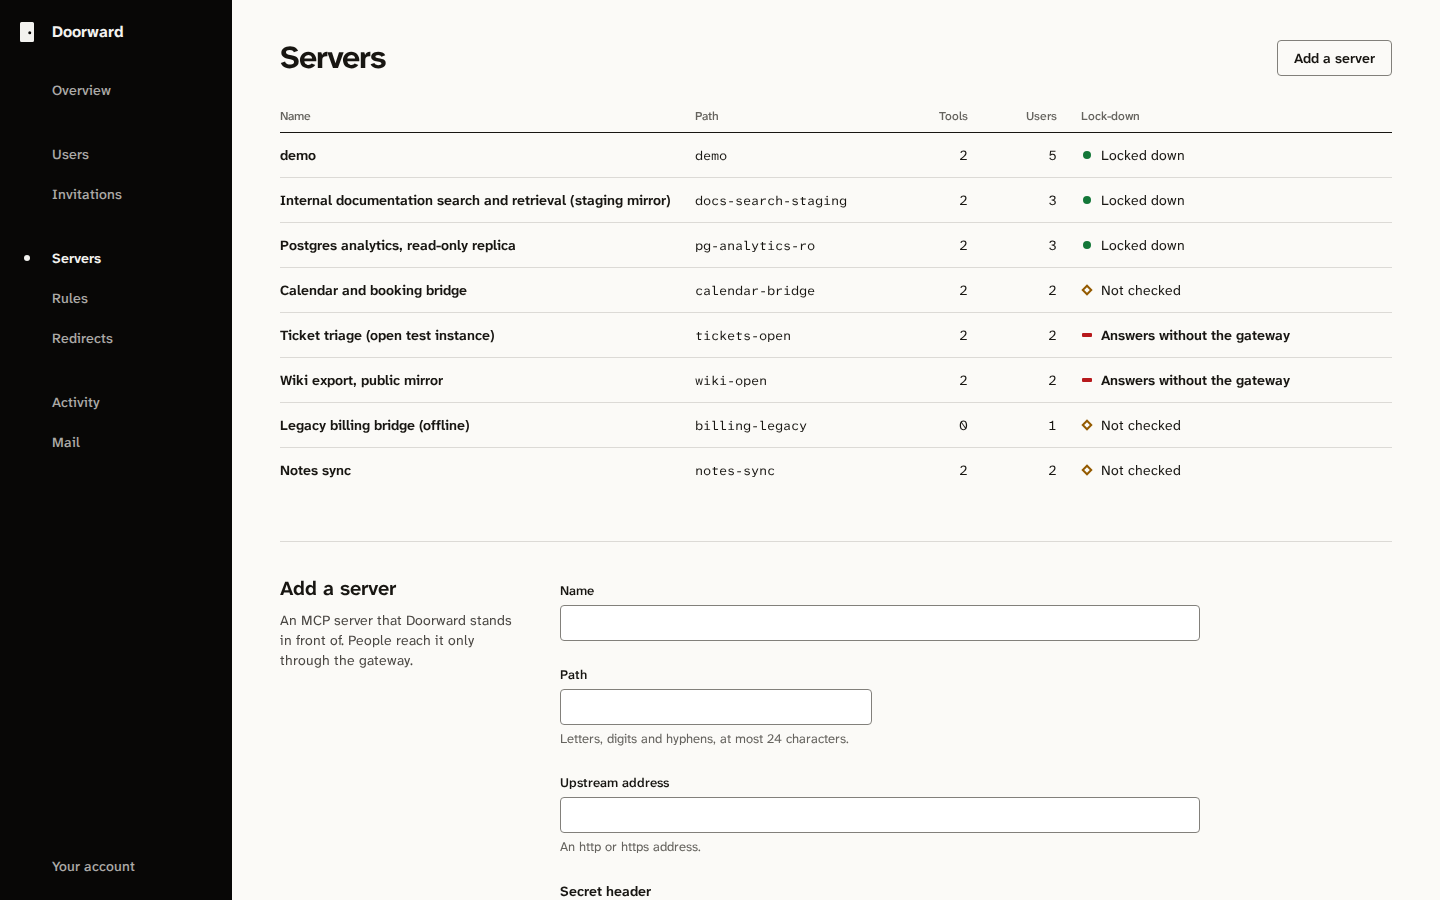 Doorward
Overview
Users
Invitations
Servers
Rules
Redirects
Activity
Mail
Your account
Servers
Add a server
Name Path Tools Users Lock-down
demo demo 2 5 Locked down
Internal documentation search and retrieval (staging mirror) docs-search-staging 2 3 Locked down
Postgres analytics, read-only replica pg-analytics-ro 2 3 Locked down
Calendar and booking bridge calendar-bridge 2 2 Not checked
Ticket triage (open test instance) tickets-open 2 2 Answers without the gateway
Wiki export, public mirror wiki-open 2 2 Answers without the gateway
Legacy billing bridge (offline) billing-legacy 0 1 Not checked
Notes sync notes-sync 2 2 Not checked
Add a server
An MCP server that Doorward stands
in front of. People reach it only
through the gateway.
Name
Path
Letters, digits and hyphens, at most 24 characters.
Upstream address
An http or https address.
Secret header